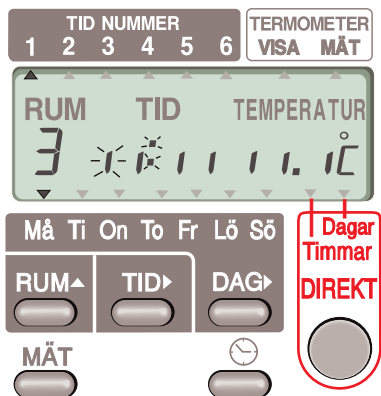 TID NUMMER
1 2 3 4 5 6
TERMOMETER
VISA MÄT
RUM TID TEMPERATUR
3
Må Ti On To Fr Lö Sö
Dagar
Timmar
RUM TID DAG
DIREKT
MÄT